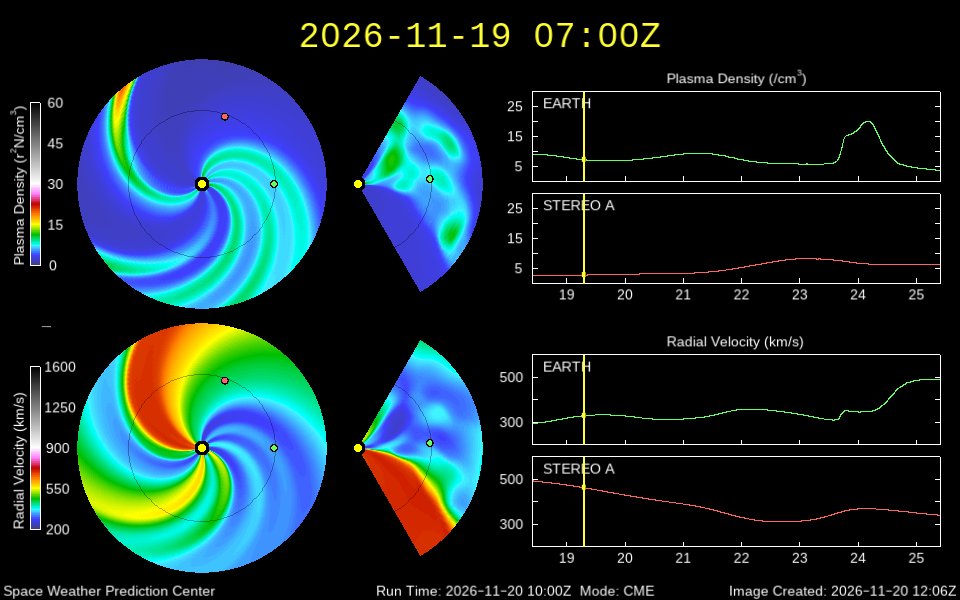 2026-11-19 07:00Z
Plasma Density (/cm³)
Plasma Density (r²N/cm³)
60
45
30
15
0
EARTH
25
15
5
STEREO A
25
15
5
19 20 21 22 23 24 25
Radial Velocity (km/s)
Radial Velocity (km/s)
1600
1250
900
550
200
EARTH
500
300
STEREO A
500
300
19 20 21 22 23 24 25
Space Weather Prediction Center
Run Time: 2026-11-20 10:00Z Mode: CME
Image Created: 2026-11-20 12:06Z